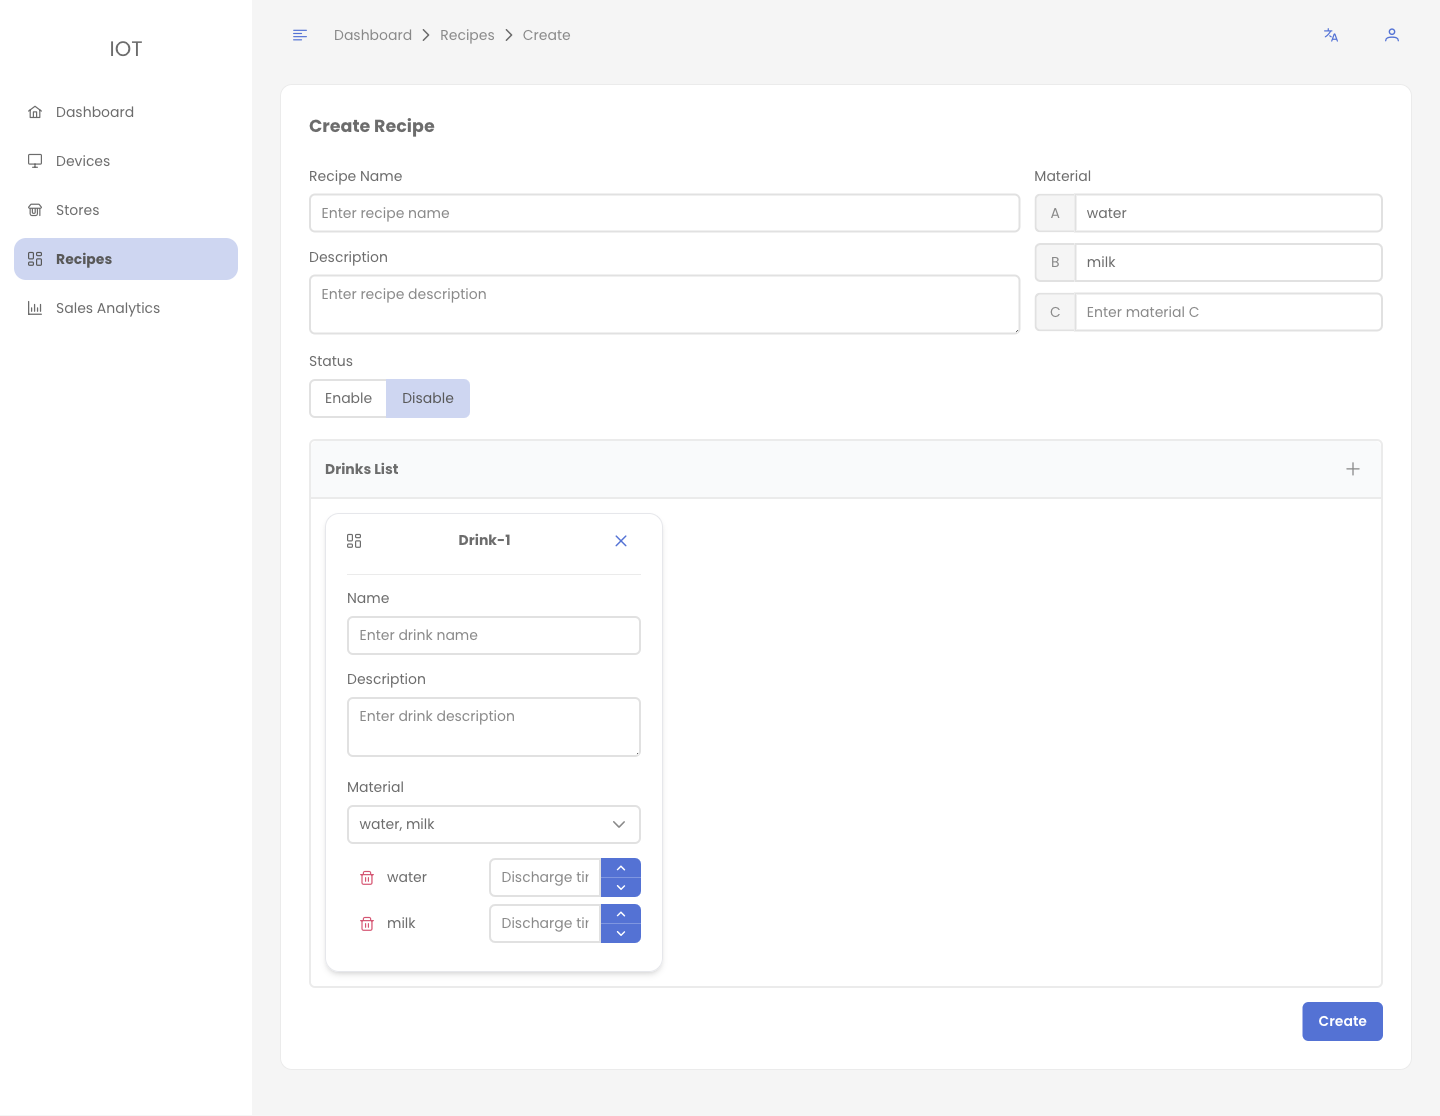 IOT
Dashboard
Devices
Stores
Recipes
Sales Analytics
Dashboard > Recipes > Create
Create Recipe
Recipe Name
Enter recipe name
Description
Enter recipe description
Material
A water
B milk
C Enter material C
Status
Enable Disable
Drinks List
Drink-1
Name
Enter drink name
Description
Enter drink description
Material
water, milk
water Discharge tir
milk Discharge tir
Create